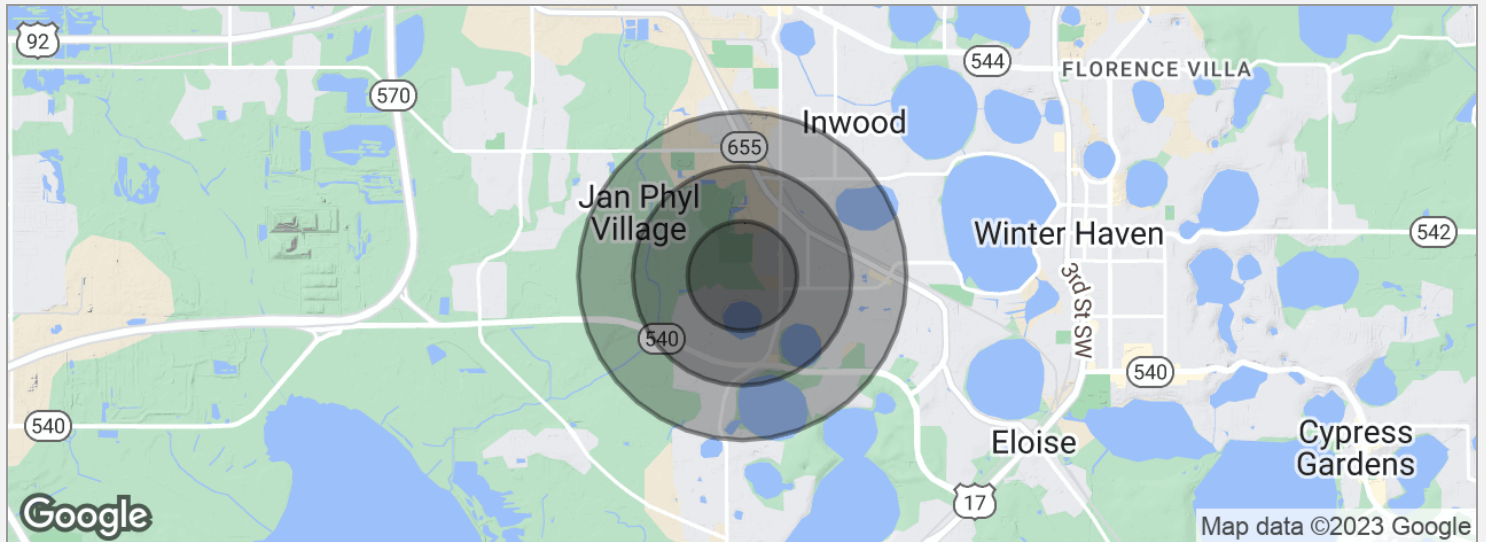 92
544
FLORENCE VILLA
570
Inwood
655
Jan Phyl
Village
Winter Haven
542
3rd St SW
540
540
540
Eloise
Cypress
Gardens
17
Google
Map data ©2023 Google